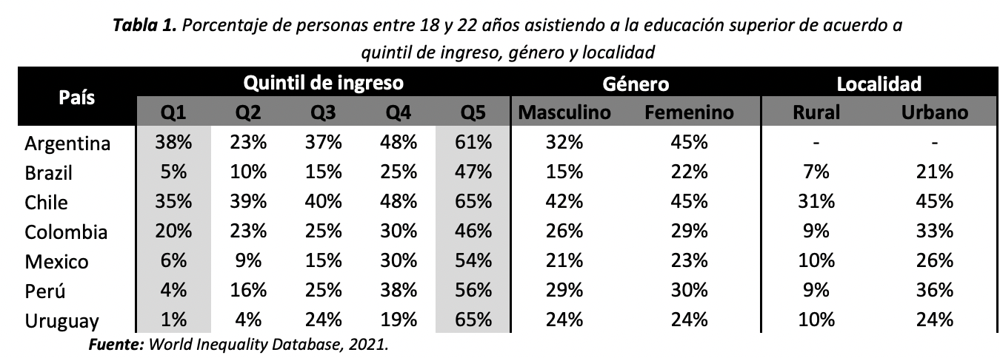 Tabla 1. Porcentaje de personas entre 18 y 22 años asistiendo a la educación superior de acuerdo a
quintil de ingreso, género y localidad
País Quintil de ingreso Género Localidad
Q1 Q2 Q3 Q4 Q5 Masculino Femenino Rural Urbano
Argentina 38% 23% 37% 48% 61% 32% 45% - -
Brazil 5% 10% 15% 25% 47% 15% 22% 7% 21%
Chile 35% 39% 40% 48% 65% 42% 45% 31% 45%
Colombia 20% 23% 25% 30% 46% 26% 29% 9% 33%
Mexico 6% 9% 15% 30% 54% 21% 23% 10% 26%
Perú 4% 16% 25% 38% 56% 29% 30% 9% 36%
Uruguay 1% 4% 24% 19% 65% 24% 24% 10% 24%
Fuente: World Inequality Database, 2021.